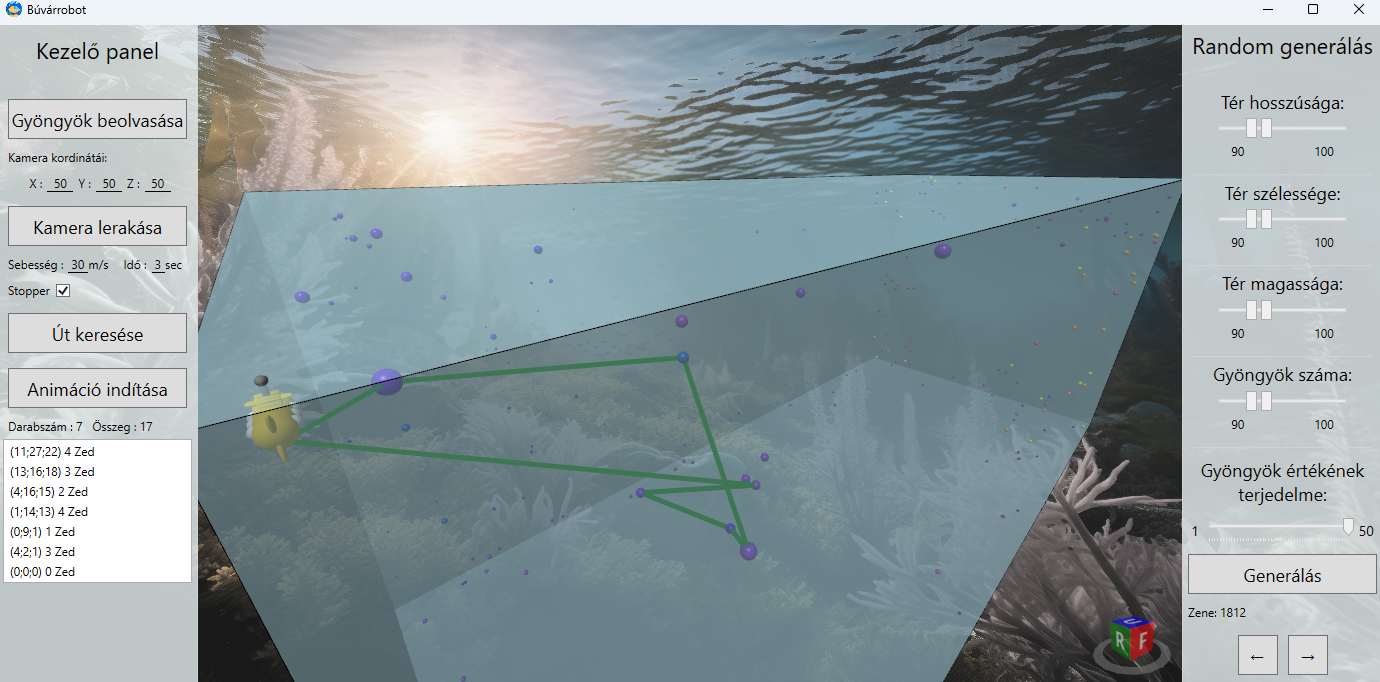 Búvárrobot
Kezelő panel
Gyöngyök beolvasása
Kamera kordinátái:
X : 50 Y : 50 Z : 50
Kamera lerakása
Sebesség : 30 m/s Idő : 3 sec
Stopper
Út keresése
Animáció indítása
Darabszám : 7 Összeg : 17
(11;27;22) 4 Zed
(13;16;18) 3 Zed
(4;16;15) 2 Zed
(1;14;13) 4 Zed
(0;9;1) 1 Zed
(4;2;1) 3 Zed
(0;0;0) 0 Zed
U
R F
Random generálás
Tér hosszúsága:
90 100
Tér szélessége:
90 100
Tér magassága:
90 100
Gyöngyök száma:
90 100
Gyöngyök értékének
terjedelme:
1 50
Generálás
Zene: 1812
← →